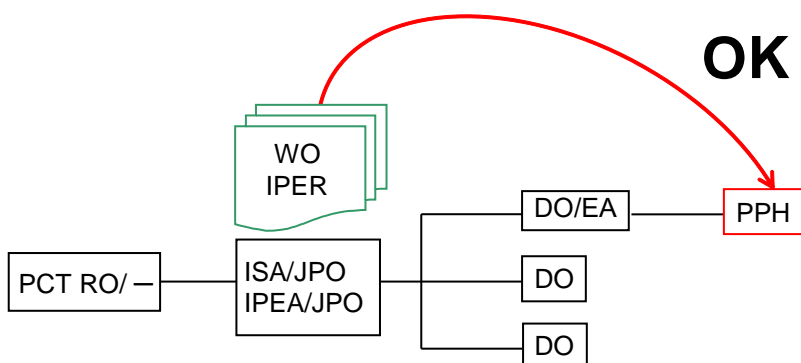 OK
WO
IPER
DO/EA
PPH
PCT RO/ —
ISA/JPO
IPEA/JPO
DO
DO